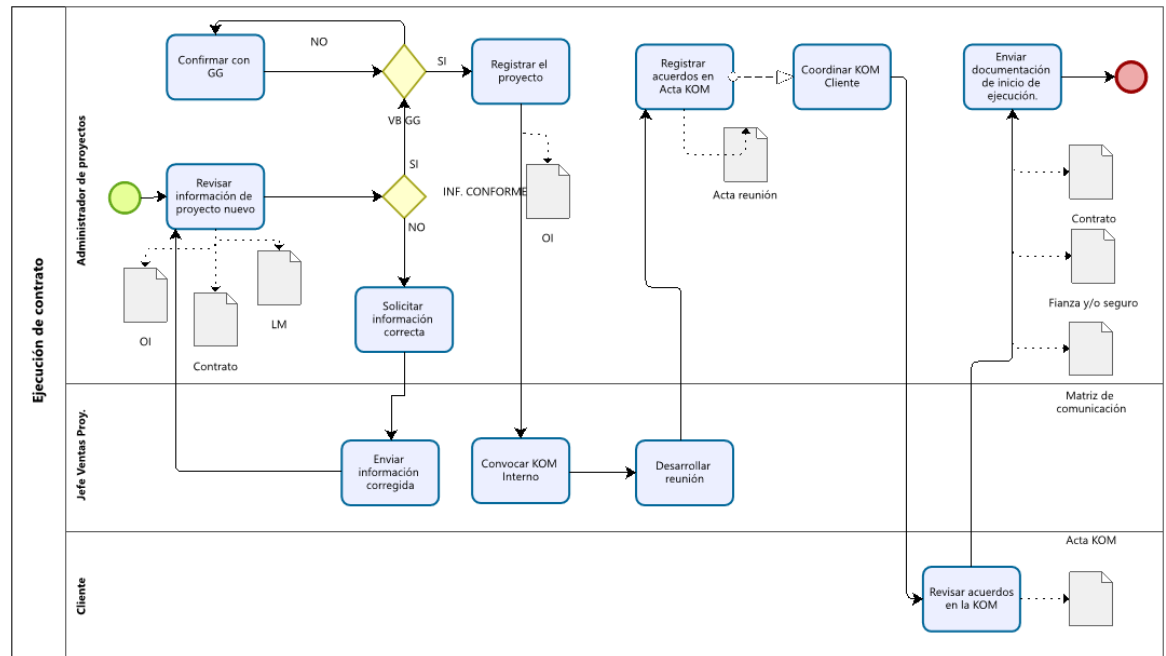 Ejecución de contrato
Administrador de proyectos
Confirmar con
GG
NO
SI
VB GG
Registrar el
proyecto
Registrar
acuerdos en
Acta KOM
Coordinar KOM
Cliente
Enviar
documentación
de inicio de
ejecución.
Revisar
información de
proyecto nuevo
SI
INF. CONFORME
NO
OI
Acta reunión
Contrato
OI
Contrato
LM
Solicitar
información
correcta
Fianza y/o seguro
Matriz de
comunicación
Jefe Ventas Proy.
Enviar
información
corregida
Convocar KOM
Interno
Desarrollar
reunión
Cliente
Revisar acuerdos
en la KOM
Acta KOM